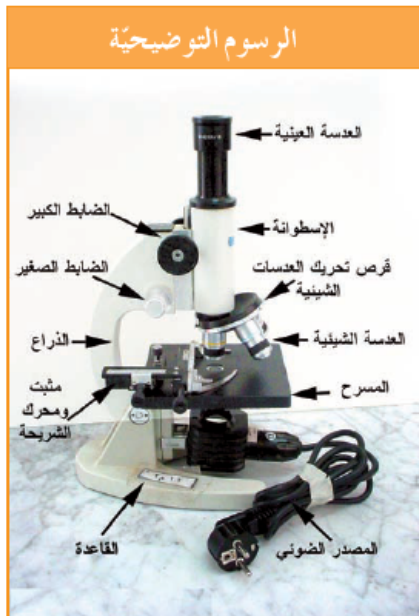 الرسوم التوضيحيّة
العدسة العينية
الضابط الكبير
الإسطوانة
قرص تحريك العدسات
الشيئية
الضابط الصغير
العدسة الشيئية
الذراع
مثبت
ومحرك
الشريحة
المسرح
القاعدة
المصدر الضوئي